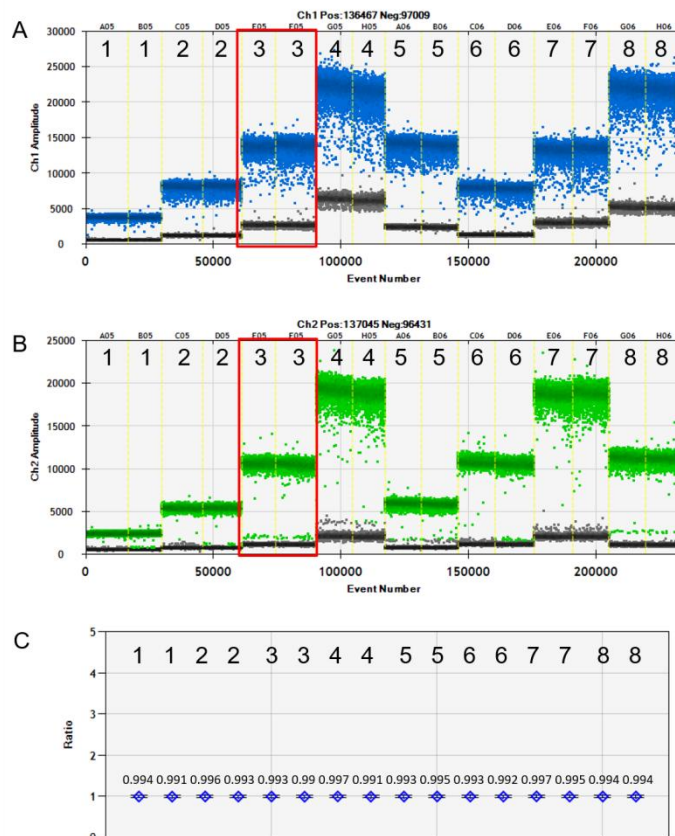 A
Ch1 Pos:136467 Neg:97009
A05 B05 C05 D05 E05 F05 G05 H05 A06 B06 C06 D06 E06 F06 G06 H06
1 1 2 2 3 3 4 4 5 5 6 6 7 7 8 8
30000
25000
20000
15000
10000
5000
0
Ch1 Amplitude
0 50000 100000 150000 200000
Event Number
B
Ch2 Pos:137045 Neg:96431
A05 B05 C05 D05 E05 F05 G05 H05 A06 B06 C06 D06 E06 F06 G06 H06
1 1 2 2 3 3 4 4 5 5 6 6 7 7 8 8
25000
20000
15000
10000
5000
0
Ch2 Amplitude
0 50000 100000 150000 200000
Event Number
C
1 1 2 2 3 3 4 4 5 5 6 6 7 7 8 8
5
4
3
2
1
0
Ratio
0.994 0.991 0.996 0.993 0.993 0.99 0.997 0.991 0.993 0.995 0.993 0.992 0.997 0.995 0.994 0.994